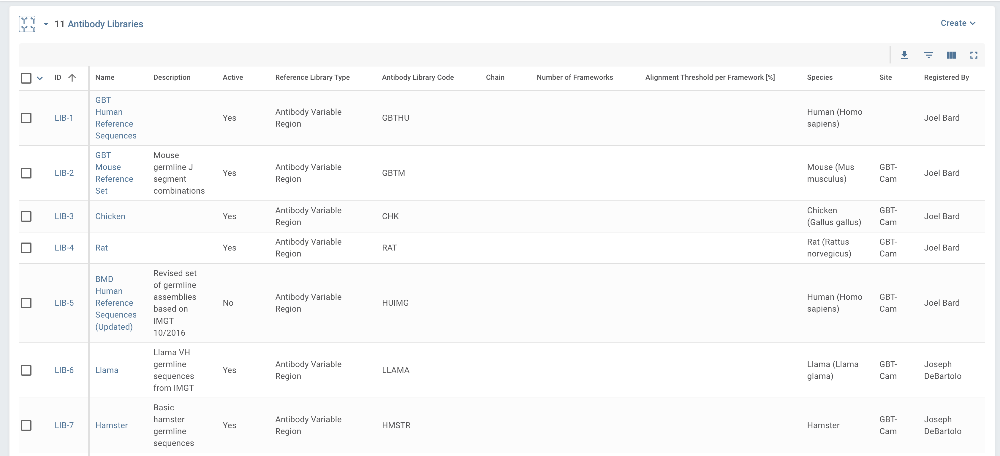 11 Antibody Libraries
Create
ID Name Description Active Reference Library Type Antibody Library Code Chain Number of Frameworks Alignment Threshold per Framework [%] Species Site Registered By
LIB-1
GBT
Human
Reference
Sequences
Yes
Antibody Variable
Region
GBTHU
Human (Homo
sapiens)
Joel Bard
LIB-2
GBT
Mouse
Reference
Set
Mouse
germline J
segment
combinations
Yes
Antibody Variable
Region
GBTM
Mouse (Mus
musculus)
GBT-
Cam
Joel Bard
LIB-3
Chicken
Yes
Antibody Variable
Region
CHK
Chicken
(Gallus gallus)
GBT-
Cam
Joel Bard
LIB-4
Rat
Yes
Antibody Variable
Region
RAT
Rat (Rattus
norvegicus)
GBT-
Cam
Joel Bard
LIB-5
BMD
Human
Reference
Sequences
(Updated)
Revised set
of germline
assemblies
based on
IMGT
10/2016
No
Antibody Variable
Region
HUIMG
Human (Homo
sapiens)
GBT-
Cam
Joel Bard
LIB-6
Llama
Llama VH
germline
sequences
from IMGT
Yes
Antibody Variable
Region
LLAMA
Llama (Llama
glama)
GBT-
Cam
Joseph
DeBartolo
LIB-7
Hamster
Basic
hamster
germline
sequences
Yes
Antibody Variable
Region
HMSTR
Hamster
GBT-
Cam
Joseph
DeBartolo